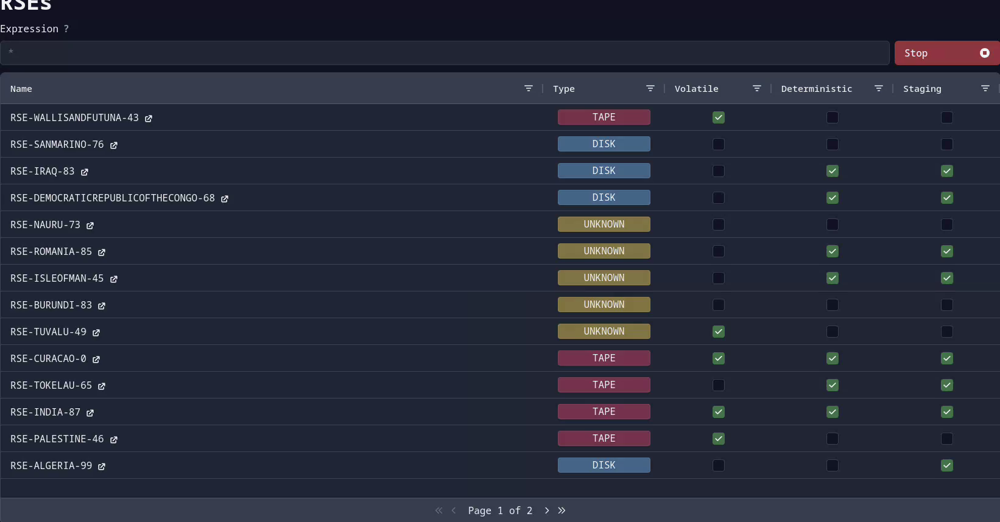 RSEs
Expression ?
*
Stop
Name Type Volatile Deterministic Staging
RSE-WALLISANDFUTUNA-43 TAPE
RSE-SANMARINO-76 DISK
RSE-IRAQ-83 DISK
RSE-DEMOCRATICREPUBLICOFTHECONGO-68 DISK
RSE-NAURU-73 UNKNOWN
RSE-ROMANIA-85 UNKNOWN
RSE-ISLEOFMAN-45 UNKNOWN
RSE-BURUNDI-83 UNKNOWN
RSE-TUVALU-49 UNKNOWN
RSE-CURACAO-0 TAPE
RSE-TOKELAU-65 TAPE
RSE-INDIA-87 TAPE
RSE-PALESTINE-46 TAPE
RSE-ALGERIA-99 DISK
Page 1 of 2